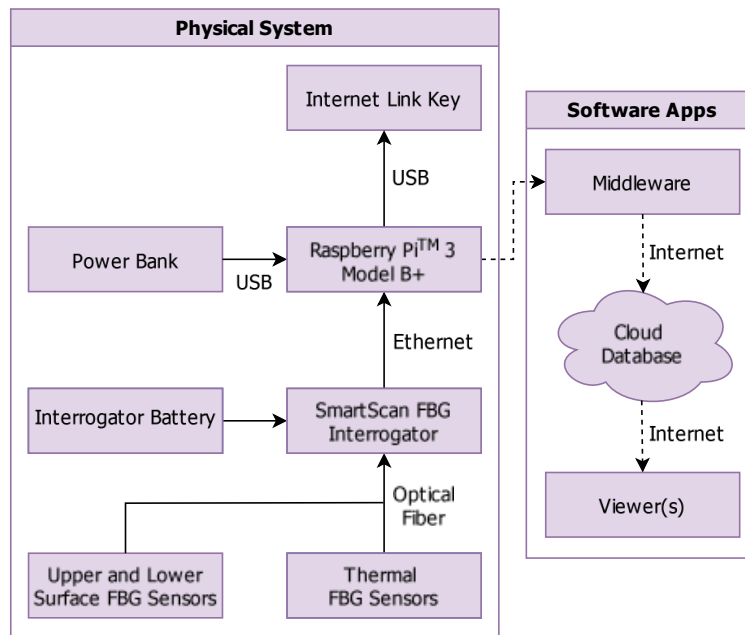 Physical System
Internet Link Key
USB
Power Bank
USB
Raspberry Pi™ 3
Model B+
Ethernet
Interrogator Battery
SmartScan FBG
Interrogator
Optical
Fiber
Upper and Lower
Surface FBG Sensors
Thermal
FBG Sensors
Software Apps
Middleware
Internet
Cloud
Database
Internet
Viewer(s)